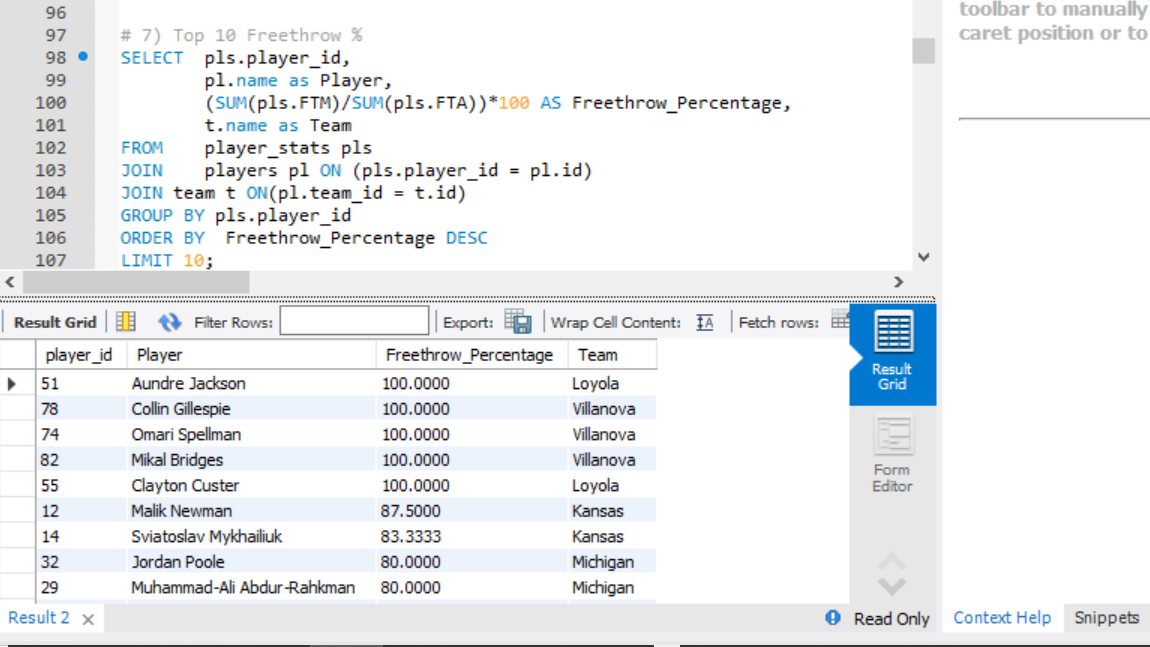 96
97 # 7) Top 10 Freethrow %
98 SELECT pls.player_id,
99 pl.name as Player,
100 (SUM(pls.FTM)/SUM(pls.FTA))*100 AS Freethrow_Percentage,
101 t.name as Team
102 FROM player_stats pls
103 JOIN players pl ON (pls.player_id = pl.id)
104 JOIN team t ON(pl.team_id = t.id)
105 GROUP BY pls.player_id
106 ORDER BY Freethrow_Percentage DESC
107 LIMIT 10;
toolbar to manually
caret position or to
Result Grid Filter Rows: Export: Wrap Cell Content: IA Fetch rows:
player_id Player Freethrow_Percentage Team
51 Aundre Jackson 100.0000 Loyola
78 Collin Gillespie 100.0000 Villanova
74 Omari Spellman 100.0000 Villanova
82 Mikal Bridges 100.0000 Villanova
55 Clayton Custer 100.0000 Loyola
12 Malik Newman 87.5000 Kansas
14 Sviatoslav Mykhailiuk 83.3333 Kansas
32 Jordan Poole 80.0000 Michigan
29 Muhammad-Ali Abdur-Rahkman 80.0000 Michigan
Result
Grid
Form
Editor
Result 2 Read Only Context Help Snippets